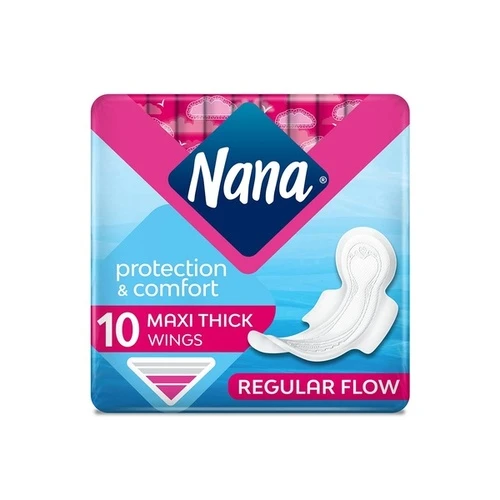 Nana®
protection
& comfort
10 MAXI THICK
WINGS
REGULAR FLOW